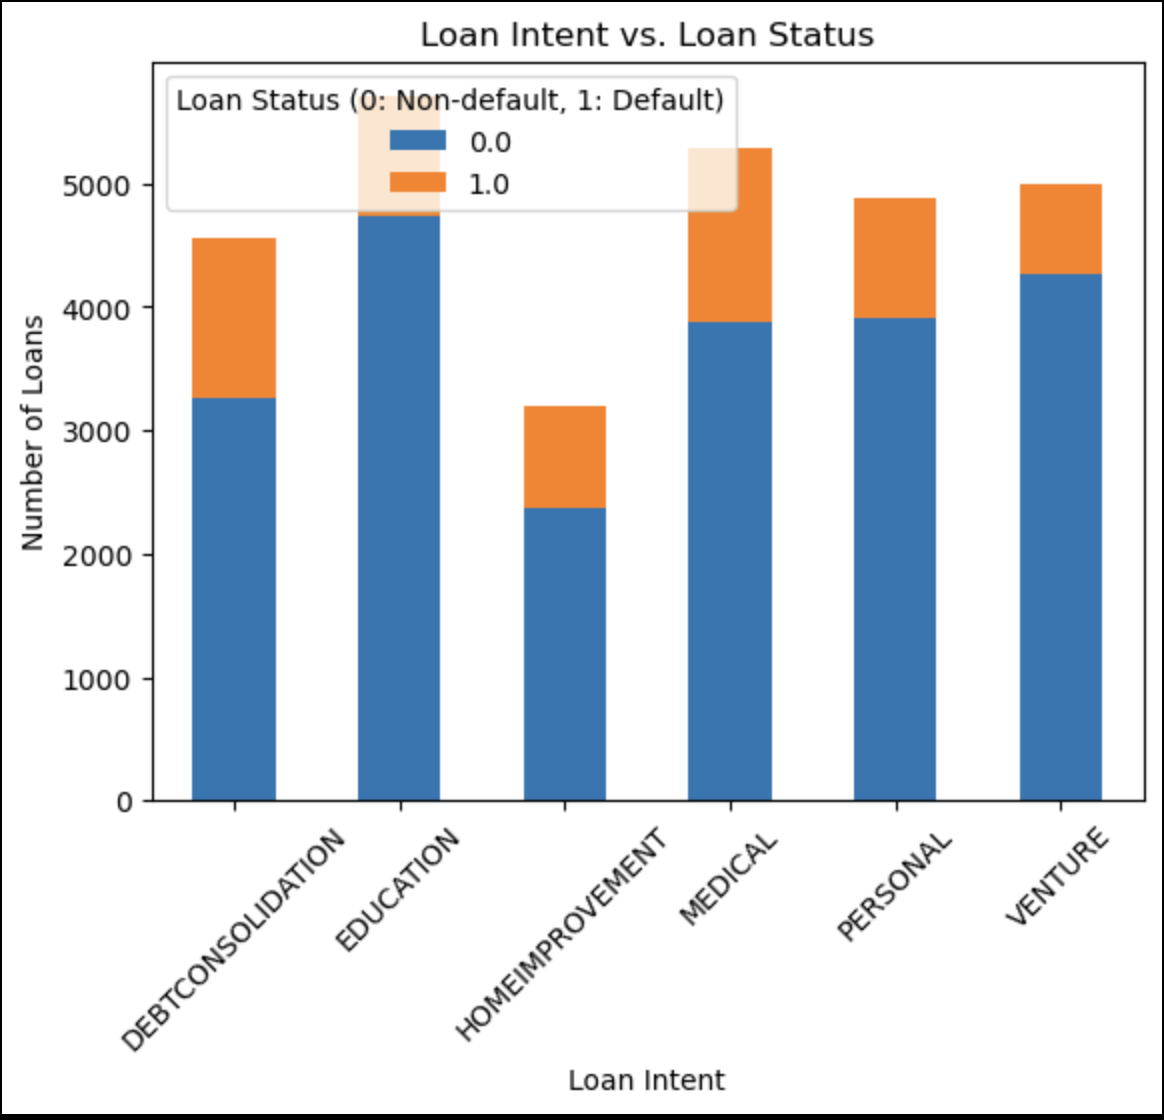 Loan Intent vs. Loan Status
Loan Status (0: Non-default, 1: Default)
0.0
1.0
5000
4000
3000
2000
1000
0
Number of Loans
DEBTCONSOLIDATION
EDUCATION
HOMEIMPROVEMENT
MEDICAL
PERSONAL
VENTURE
Loan Intent